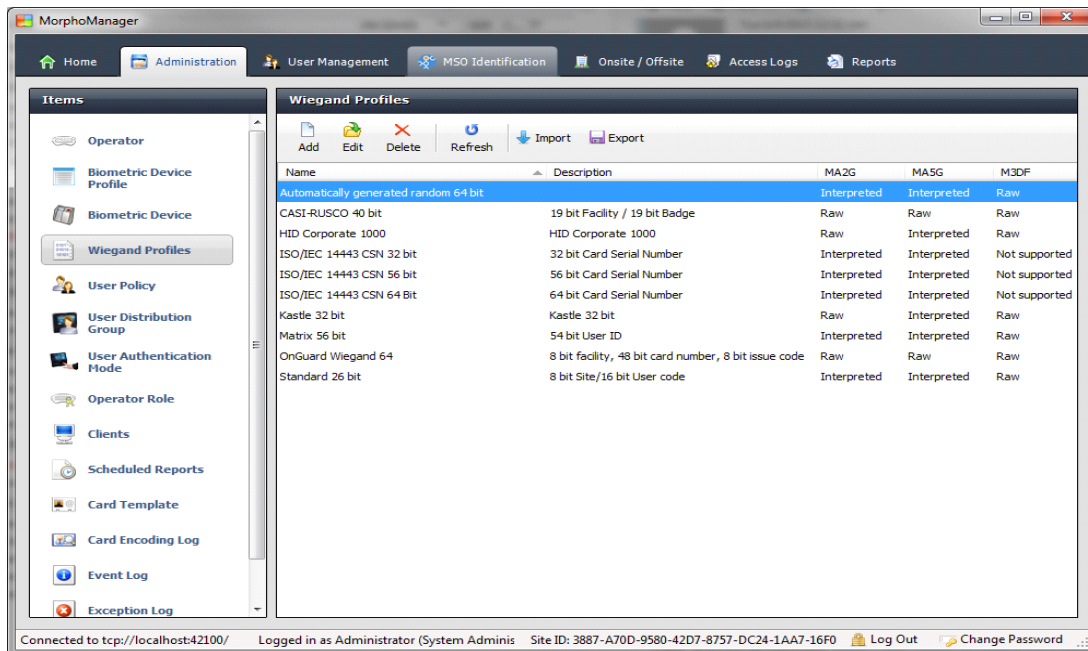 MorphoManager
Home Administration User Management MSO Identification Onsite / Offsite Access Logs Reports
Items
Operator
Biometric Device
Profile
Biometric Device
Wiegand Profiles
User Policy
User Distribution
Group
User Authentication
Mode
Operator Role
Clients
Scheduled Reports
Card Template
Card Encoding Log
Event Log
Exception Log
Wiegand Profiles
Add Edit Delete Refresh Import Export
Name Description MA2G MA5G M3DF
Automatically generated random 64 bit Interpreted Interpreted Raw
CASI-RUSCO 40 bit 19 bit Facility / 19 bit Badge Raw Raw Raw
HID Corporate 1000 HID Corporate 1000 Raw Interpreted Raw
ISO/IEC 14443 CSN 32 bit 32 bit Card Serial Number Interpreted Interpreted Not supported
ISO/IEC 14443 CSN 56 bit 56 bit Card Serial Number Interpreted Interpreted Not supported
ISO/IEC 14443 CSN 64 Bit 64 bit Card Serial Number Interpreted Interpreted Not supported
Kastle 32 bit Kastle 32 bit Raw Interpreted Raw
Matrix 56 bit 54 bit User ID Interpreted Interpreted Raw
OnGuard Wiegand 64 8 bit facility, 48 bit card number, 8 bit issue code Raw Raw Raw
Standard 26 bit 8 bit Site/16 bit User code Interpreted Interpreted Raw
Connected to tcp://localhost:42100/ Logged in as Administrator (System Adminis Site ID: 3887-A70D-9580-42D7-8757-DC24-1AA7-16F0 Log Out Change Password